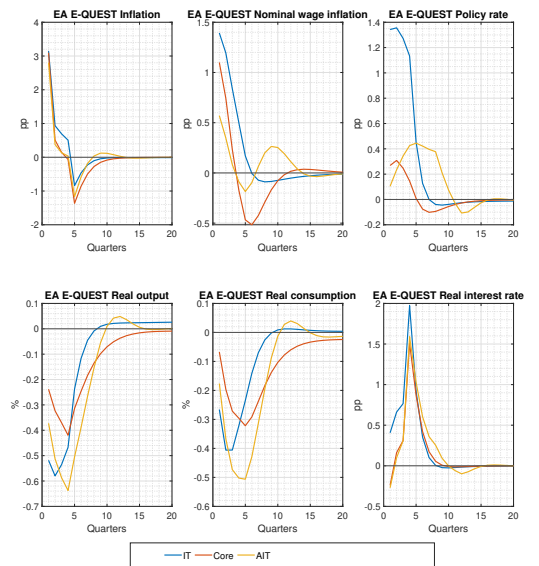 EA E-QUEST Inflation
4
3
2
1
0
-1
-2
pp
0 5 10 15 20
Quarters
EA E-QUEST Nominal wage inflation
1.5
1
0.5
0
-0.5
pp
0 5 10 15 20
Quarters
EA E-QUEST Policy rate
1.4
1.2
1
0.8
0.6
0.4
0.2
0
-0.2
pp
0 5 10 15 20
Quarters
EA E-QUEST Real output
0.1
0
-0.1
-0.2
-0.3
-0.4
-0.5
-0.6
-0.7
%
0 5 10 15 20
Quarters
EA E-QUEST Real consumption
0.1
0
-0.1
-0.2
-0.3
-0.4
-0.5
-0.6
%
0 5 10 15 20
Quarters
EA E-QUEST Real interest rate
2
1.5
1
0.5
0
-0.5
pp
0 5 10 15 20
Quarters
IT Core AIT